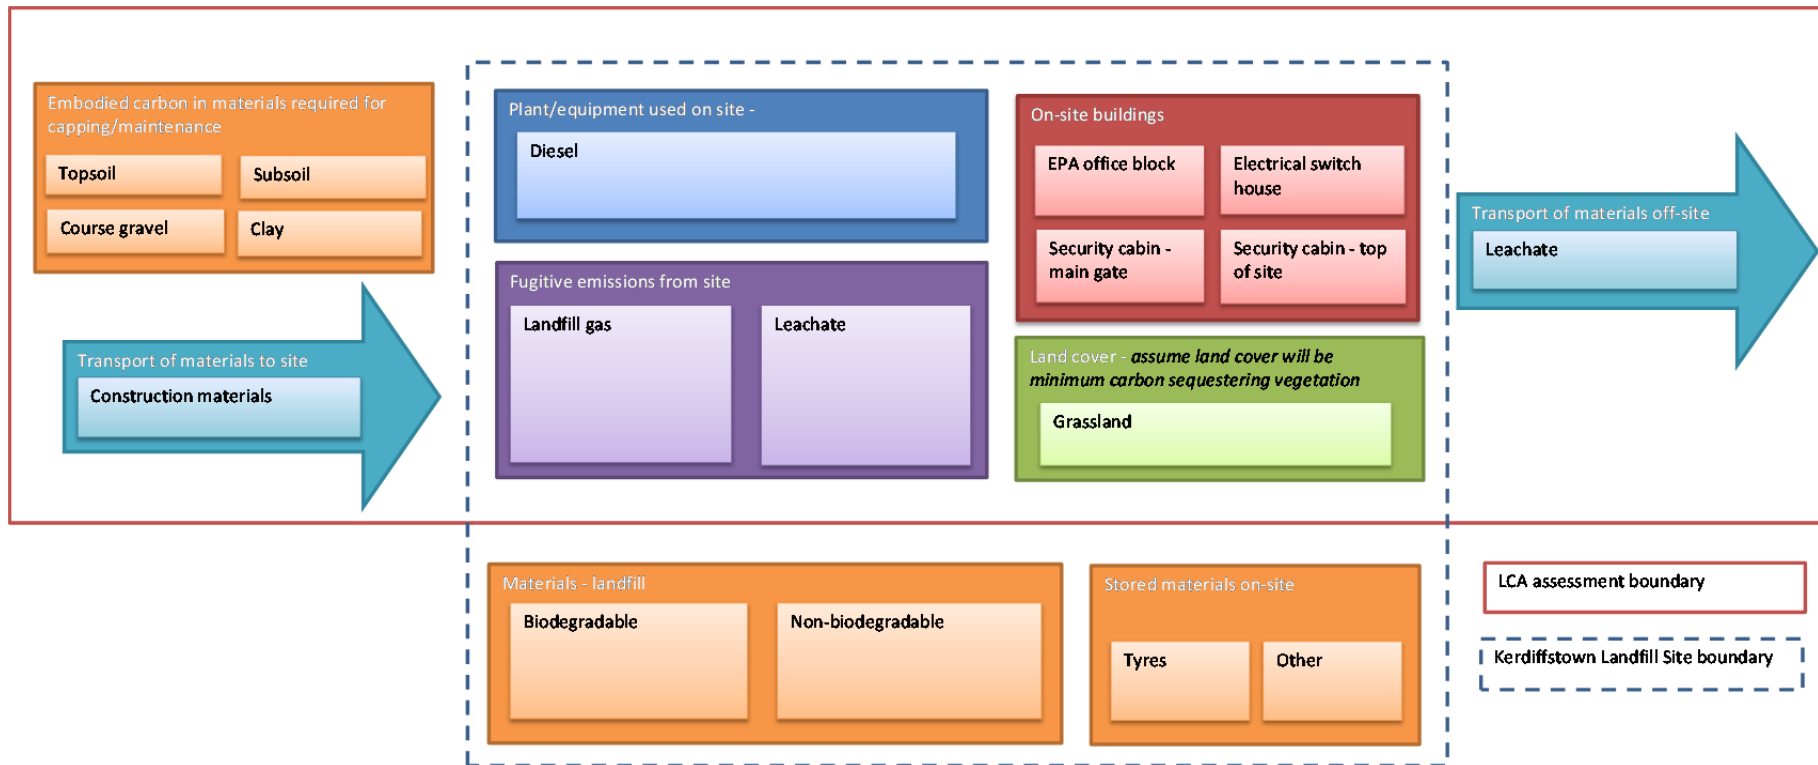 Embodied carbon in materials required for
capping/maintenance
Topsoil
Subsoil
Course gravel
Clay
Transport of materials to site
Construction materials
Plant/equipment used on site -
Diesel
Fugitive emissions from site
Landfill gas
Leachate
On-site buildings
EPA office block
Electrical switch
house
Security cabin -
main gate
Security cabin - top
of site
Land cover - assume land cover will be
minimum carbon sequestering vegetation
Grassland
Transport of materials off-site
Leachate
Materials - landfill
Biodegradable
Non-biodegradable
Stored materials on-site
Tyres
Other
LCA assessment boundary
Kerdiffstown Landfill Site boundary